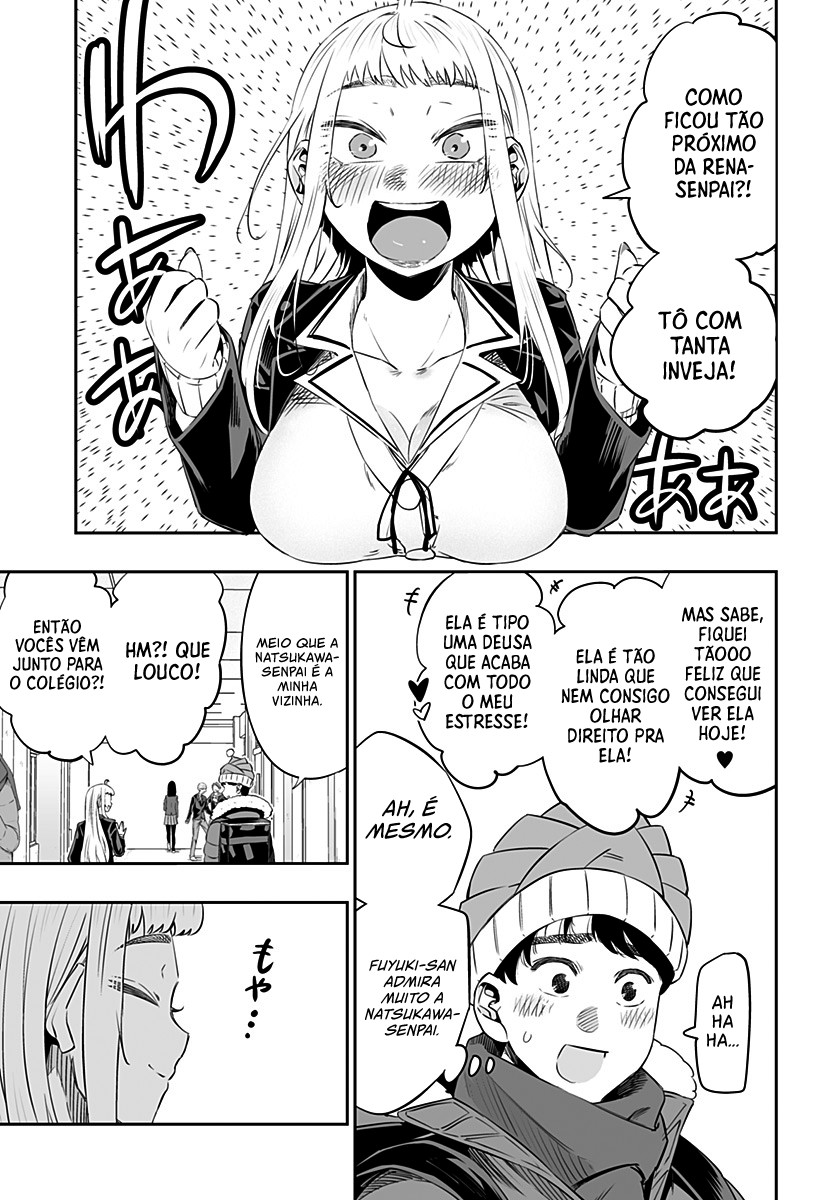 COMO
FICOU TÃO
PRÓXIMO
DA RENA-
SENPAI?!
TÔ COM
TANTA
INVEJA!
わ
ああ
ああ
MAS SABE,
FIQUEI
TÃOOO
FELIZ QUE
CONSEGUI
VER ELA
HOJE!
ELA É TÃO
LINDA QUE
NEM CONSIGO
OLHAR
DIREITO PRA
ELA!
ELA É TIPO
UMA DEUSA
QUE ACABA
COM TODO
O MEU
ESTRESSE!
AH, É
MESMO.
FUYUKI-SAN
ADMIRA
MUITO A
NATSUKAWA-
SENPAI.
AH
HA
HA...
MEIO QUE A
NATSUKAWA-
SENPAI É A
MINHA
VIZINHA.
HM?! QUE
LOUCO!
ENTÃO
VOCÊS VÊM
JUNTO PARA
O COLÉGIO?!
もや…